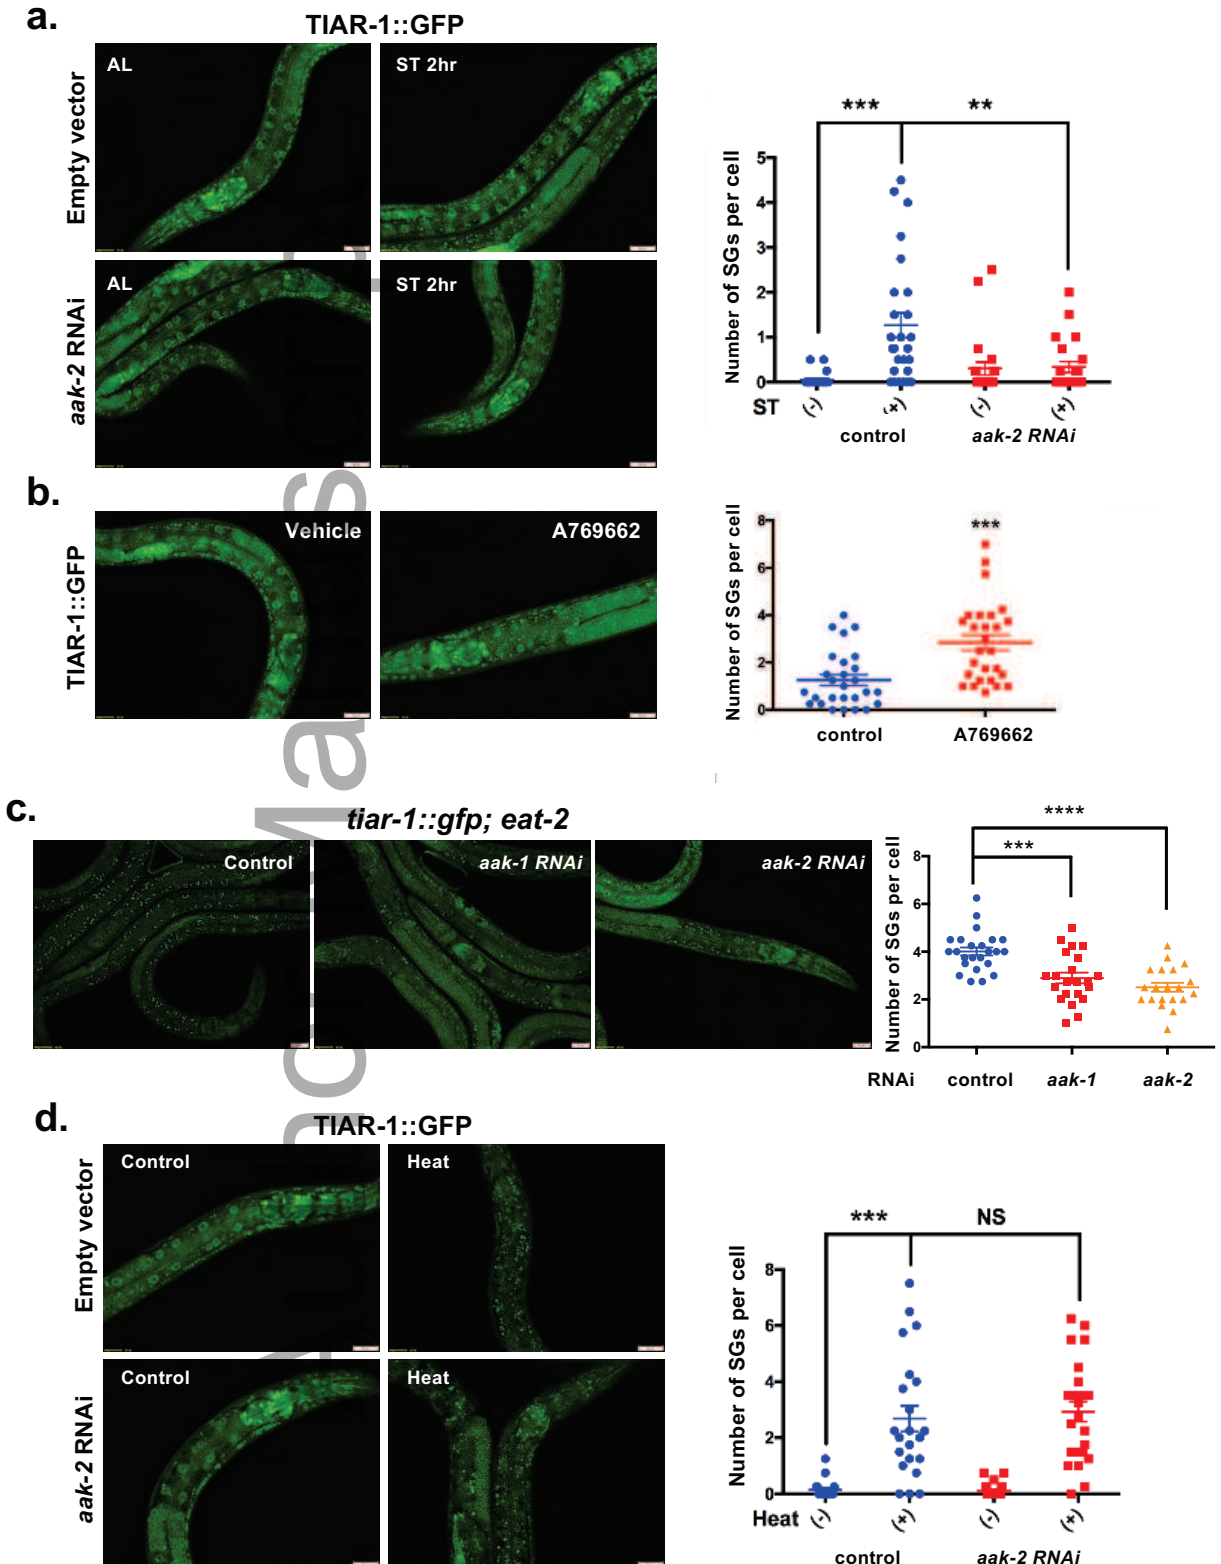 a.
TIAR-1::GFP
Empty vector
AL
ST 2hr
aak-2 RNAi
AL
ST 2hr
*** **
Number of SGs per cell
5
4
3
2
1
0
ST (-) (+) (-) (+)
control aak-2 RNAi
b.
TIAR-1::GFP
Vehicle
A769662
***
Number of SGs per cell
8
6
4
2
0
control A769662
c.
tiar-1::gfp; eat-2
Control
aak-1 RNAi
aak-2 RNAi
****
***
Number of SGs per cell
8
6
4
2
0
RNAi control aak-1 aak-2
d.
TIAR-1::GFP
Empty vector
Control
Heat
aak-2 RNAi
Control
Heat
*** NS
Number of SGs per cell
8
6
4
2
0
Heat (-) (+) (-) (+)
control aak-2 RNAi